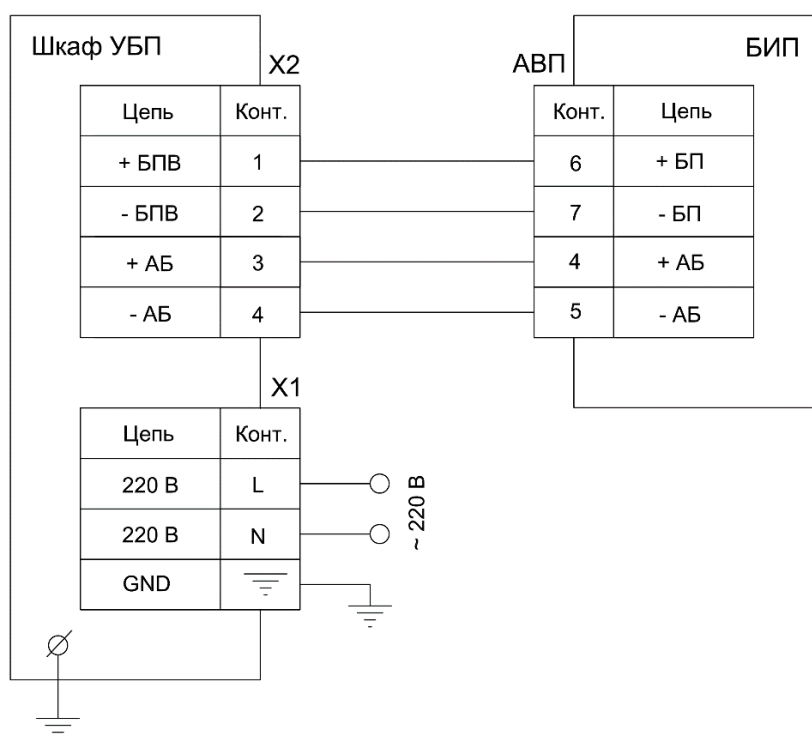 Шкаф УБП
X2
Цепь Конт.
+ БПВ 1
- БПВ 2
+ АБ 3
- АБ 4
X1
Цепь Конт.
220 В L
220 В N
GND
~ 220 В
АВП
БИП
Конт. Цепь
6 + БП
7 - БП
4 + АБ
5 - АБ